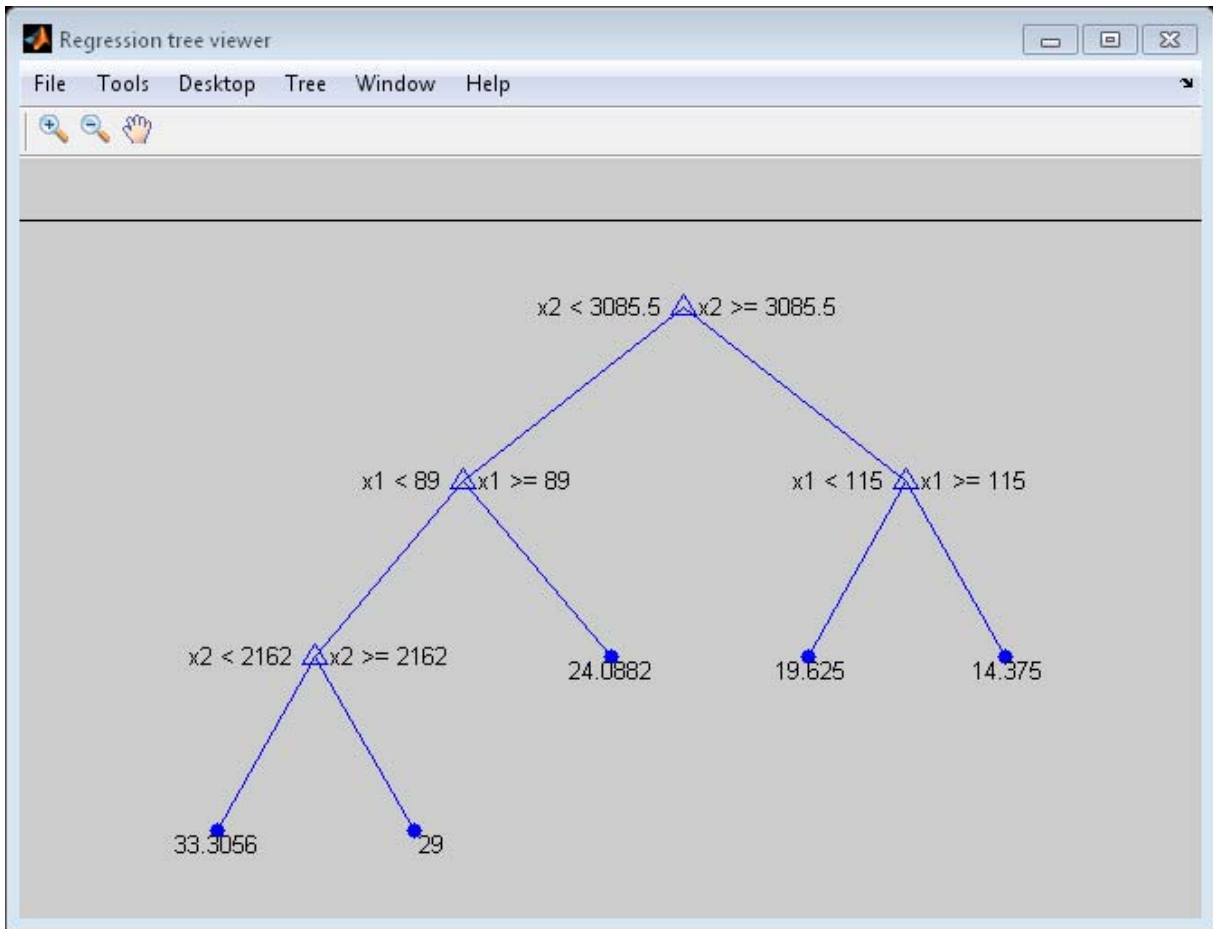 Regression tree viewer
File Tools Desktop Tree Window Help
x2 < 3085.5 x2 >= 3085.5
x1 < 89 x1 >= 89 x1 < 115 x1 >= 115
x2 < 2162 x2 >= 2162 24.0882 19.625 14.375
33.3056 29